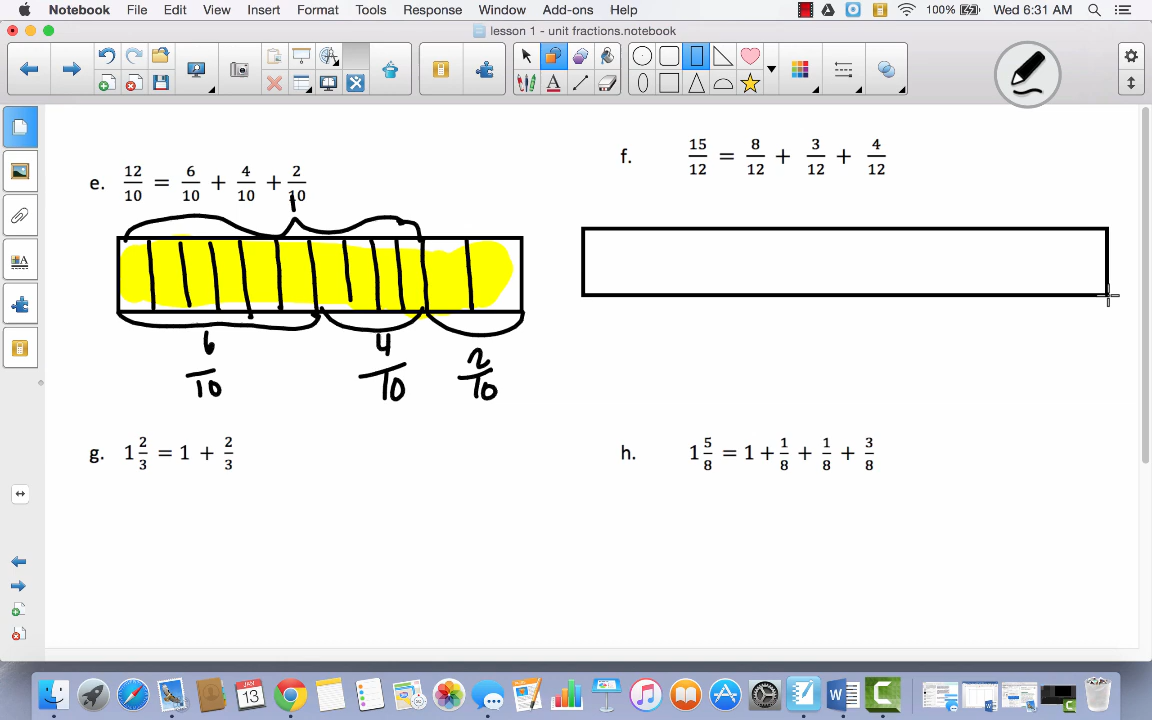 Notebook File Edit View Insert Format Tools Response Window Add-ons Help 100% Wed 6:31 AM
lesson 1 - unit fractions.notebook
e. 12/10 = 6/10 + 4/10 + 2/10
f. 15/12 = 8/12 + 3/12 + 4/12
1
6/10 4/10 2/10
g. 1 2/3 = 1 + 2/3
h. 1 5/8 = 1 + 1/8 + 1/8 + 3/8
JAN 13